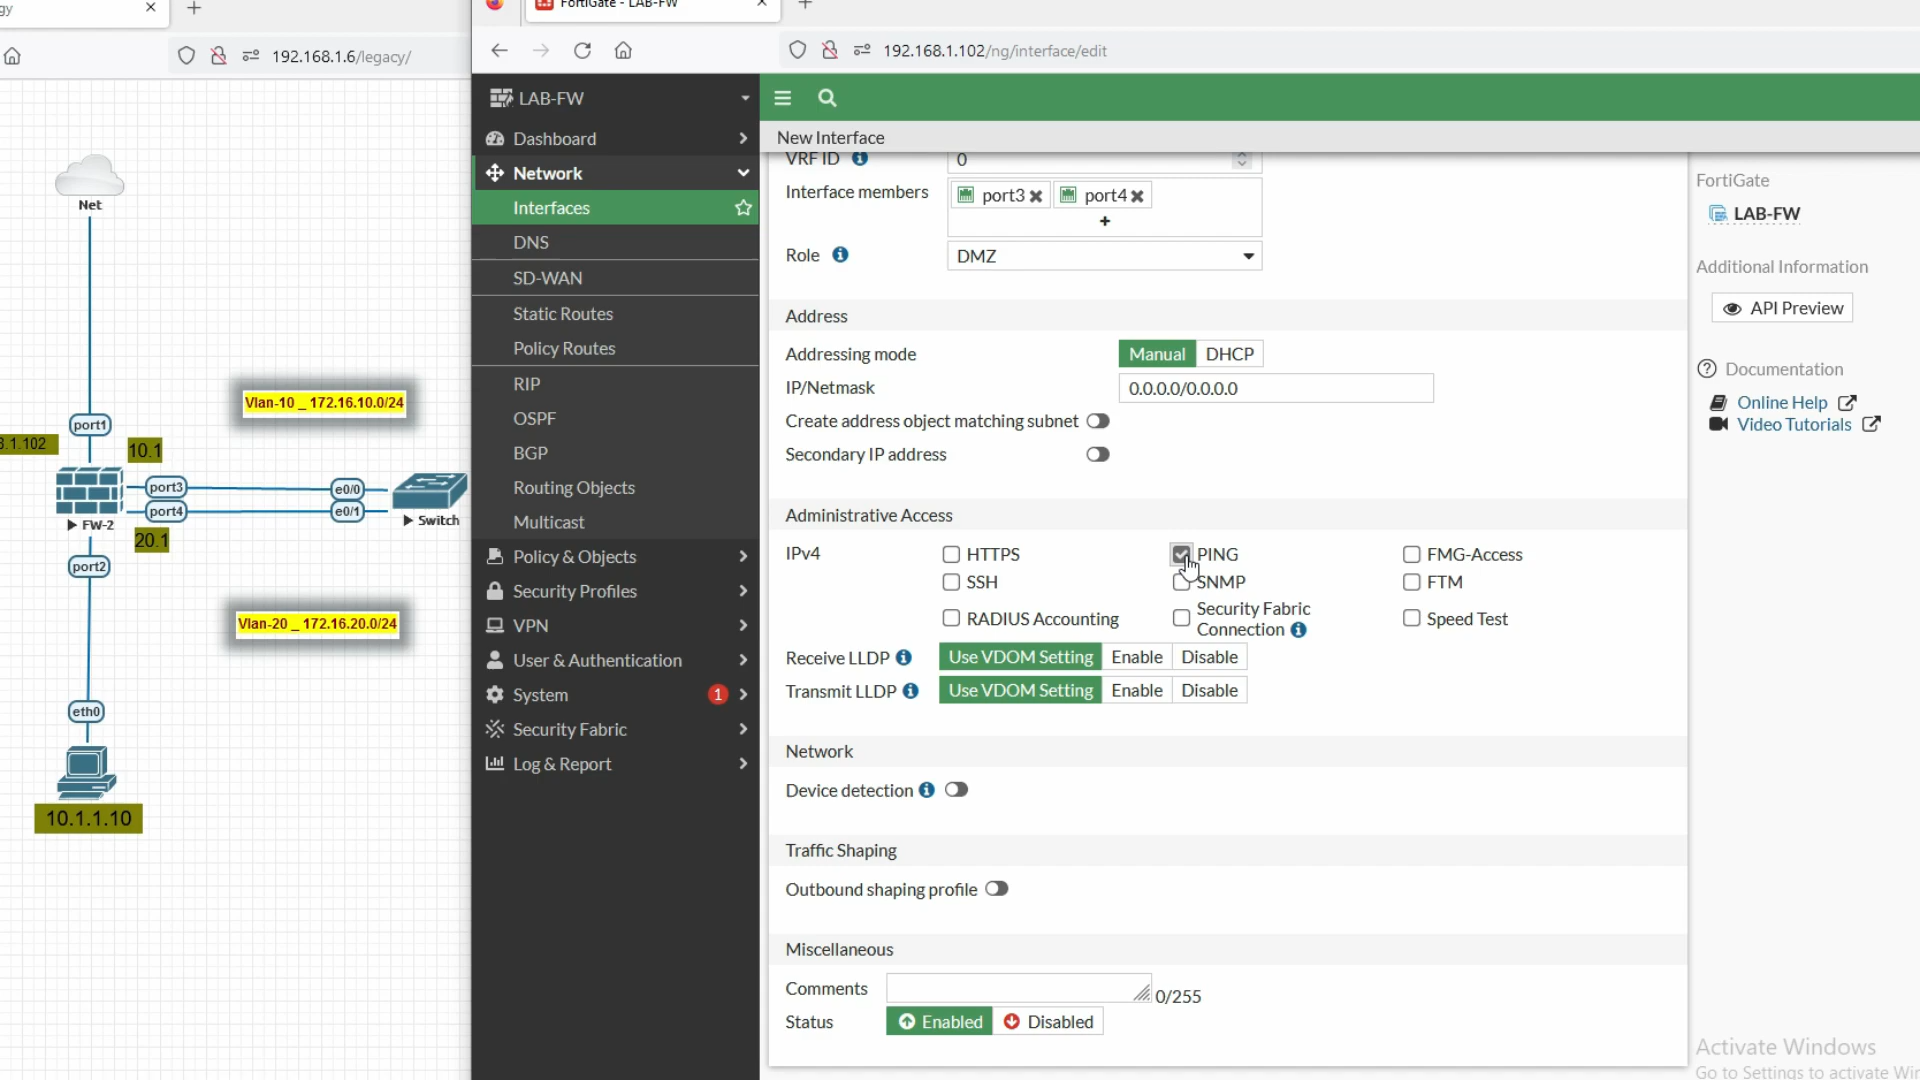 gy
192.168.1.6/legacy/
Net
Vlan-10 _ 172.16.10.0/24
port1
3.1.102
10.1
port3
e0/0
port4
e0/1
FW-2
Switch
20.1
port2
Vlan-20 _ 172.16.20.0/24
eth0
10.1.1.10
FortiGate - LAB-FW
192.168.1.102/ng/interface/edit
LAB-FW
Dashboard
Network
Interfaces
DNS
SD-WAN
Static Routes
Policy Routes
RIP
OSPF
BGP
Routing Objects
Multicast
Policy & Objects
Security Profiles
VPN
User & Authentication
System 1
Security Fabric
Log & Report
New Interface
VRF ID 0
Interface members port3 port4
+
Role DMZ
Address
Addressing mode Manual DHCP
IP/Netmask 0.0.0.0/0.0.0.0
Create address object matching subnet
Secondary IP address
Administrative Access
IPv4 HTTPS PING FMG-Access
SSH SNMP FTM
RADIUS Accounting Security Fabric Connection Speed Test
Receive LLDP Use VDOM Setting Enable Disable
Transmit LLDP Use VDOM Setting Enable Disable
Network
Device detection
Traffic Shaping
Outbound shaping profile
Miscellaneous
Comments 0/255
Status Enabled Disabled
FortiGate
LAB-FW
Additional Information
API Preview
Documentation
Online Help
Video Tutorials
Activate Windows
Go to Settings to activate Win